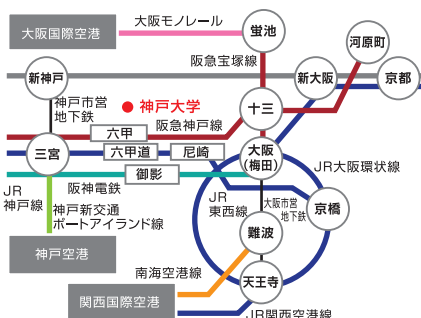 大阪モノレール
大阪国際空港
蛍池
河原町
阪急宝塚線
新神戸
新大阪
京都
神戸市営
地下鉄
神戸大学
十三
六甲
阪急神戸線
三宮
六甲道
尼崎
大阪
(梅田)
JR大阪環状線
御影
JR
神戸線
阪神電鉄
JR
東西線
大阪市営
地下鉄
京橋
神戸新交通
ポートアイランド線
難波
神戸空港
南海空港線
天王寺
関西国際空港
JR関西空港線